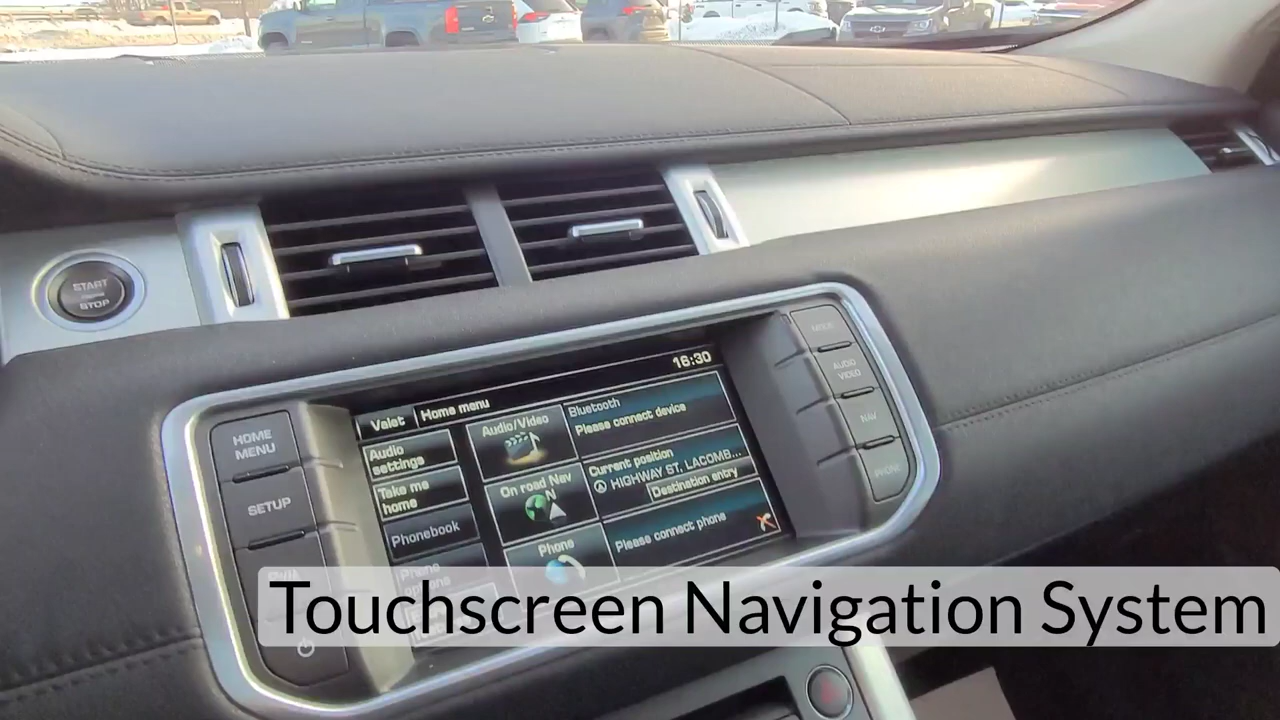 START
STOP
16:30
Valet
Home menu
Audio
settings
Take me
home
Phonebook
Phone
Audio/Video
On road Nav
N
Phone
Bluetooth
Please connect device
Current position
HIGHWAY ST, LACOMB...
Destination entry
Please connect phone
HOME
MENU
SETUP
MODE
AUDIO
VIDEO
NAV
PHONE
Touchscreen Navigation System